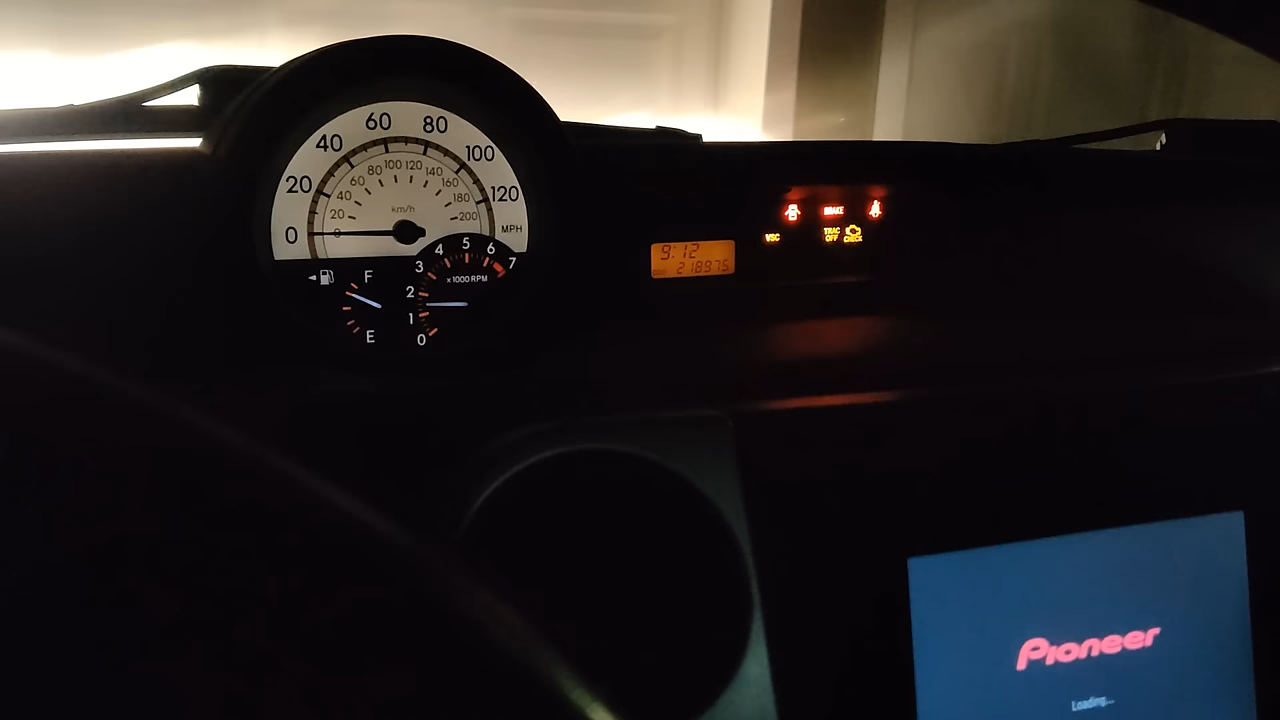 0 20 40 60 80 100 120 MPH
20 40 60 80 100 120 140 160 180 200
km/h
F
E
0 1 2 3 4 5 6 7
x1000 RPM
9:12
ODO 218975
BRAKE
VSC
TRAC OFF
CHECK
Pioneer
Loading...